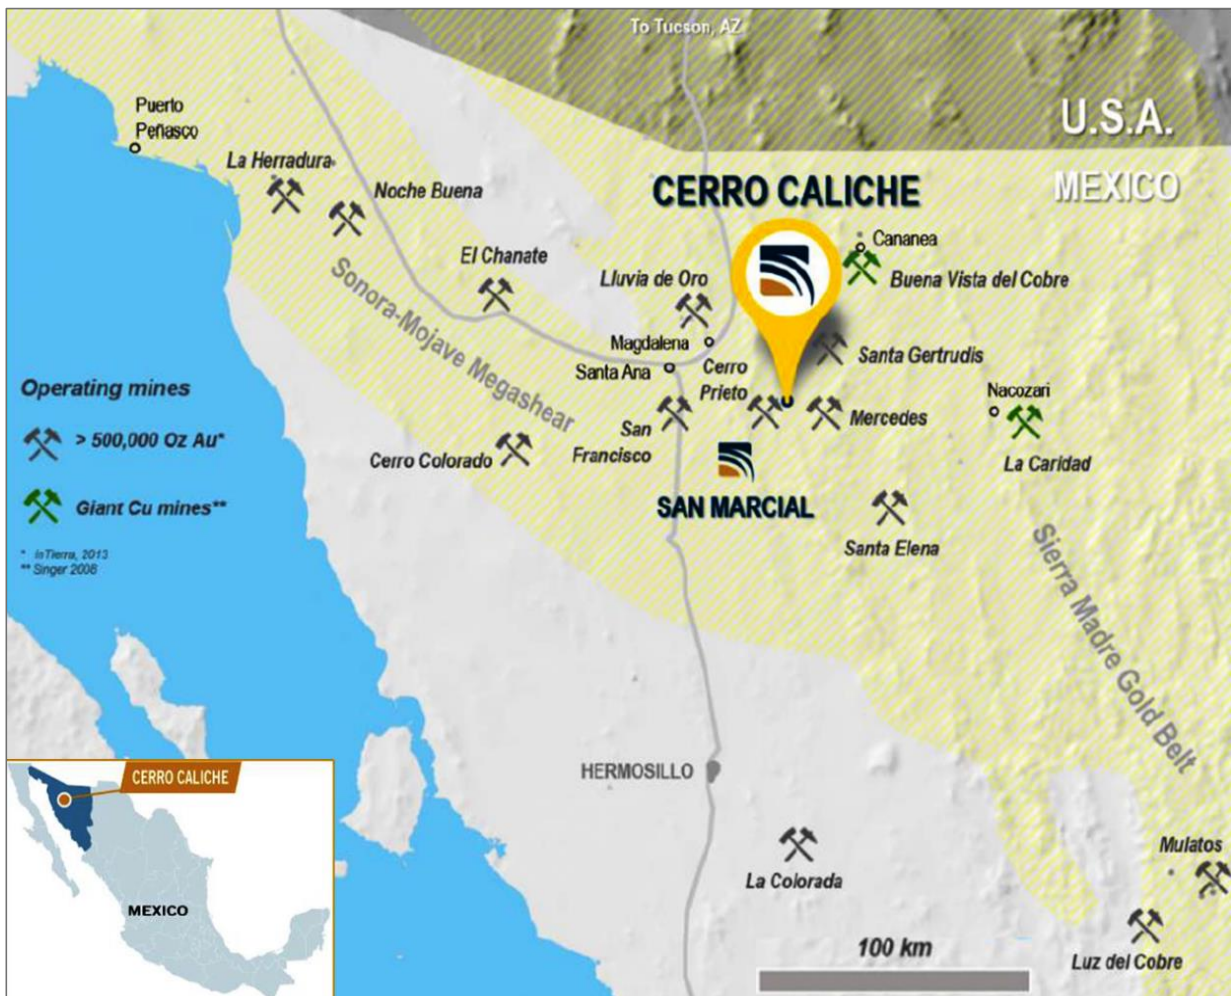 To Tucson, AZ
U.S.A.
MEXICO
Puerto
Peñasco
La Herradura
Noche Buena
CERRO CALICHE
El Chanate
Lluvia de Oro
Cananea
Buena Vista del Cobre
Sonora-Mojave Megashear
Magdalena
Santa Ana
Cerro
Prieto
Santa Gertrudis
Operating mines
> 500,000 Oz Au*
Giant Cu mines**
* InTierra, 2013
** Singer 2008
San
Francisco
Mercedes
Nacozari
La Caridad
Cerro Colorado
SAN MARCIAL
Santa Elena
Sierra Madre Gold Belt
HERMOSILLO
La Colorada
Mulatos
Luz del Cobre
100 km
CERRO CALICHE
MEXICO